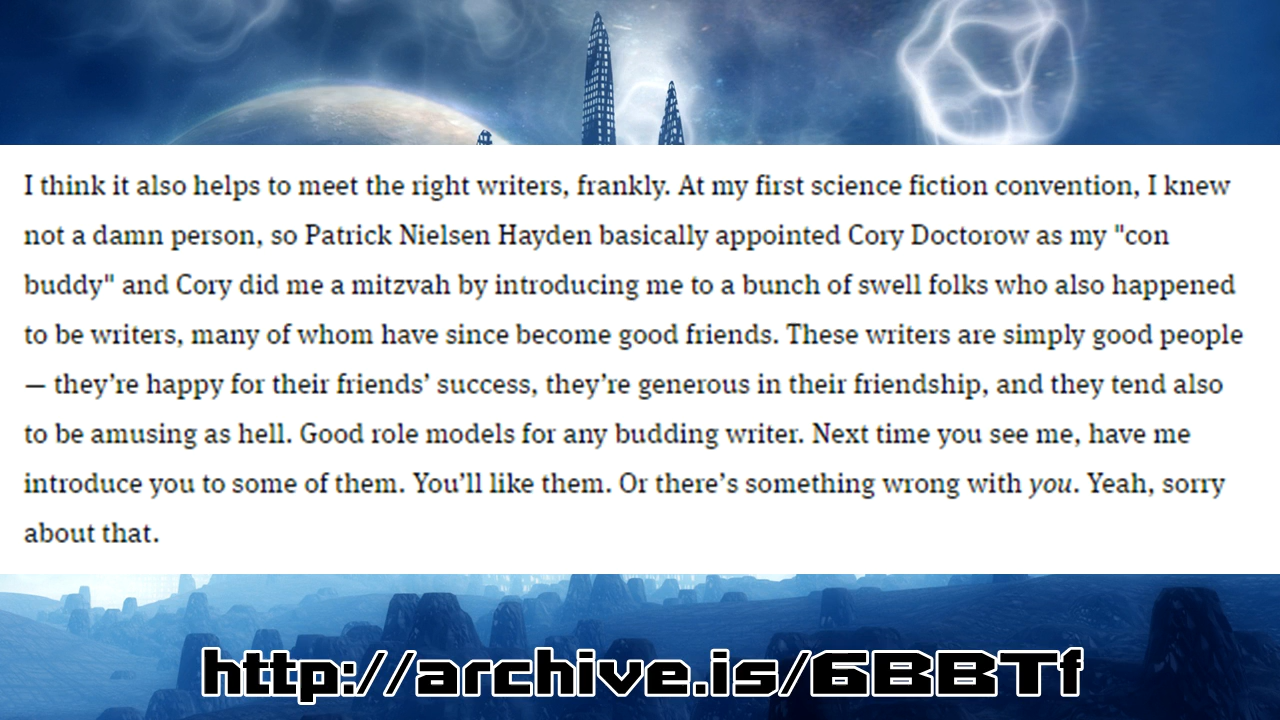 I think it also helps to meet the right writers, frankly. At my first science fiction convention, I knew
not a damn person, so Patrick Nielsen Hayden basically appointed Cory Doctorow as my "con
buddy" and Cory did me a mitzvah by introducing me to a bunch of swell folks who also happened
to be writers, many of whom have since become good friends. These writers are simply good people
— they’re happy for their friends’ success, they’re generous in their friendship, and they tend also
to be amusing as hell. Good role models for any budding writer. Next time you see me, have me
introduce you to some of them. You’ll like them. Or there’s something wrong with you. Yeah, sorry
about that.
http://archive.is/6BBTf